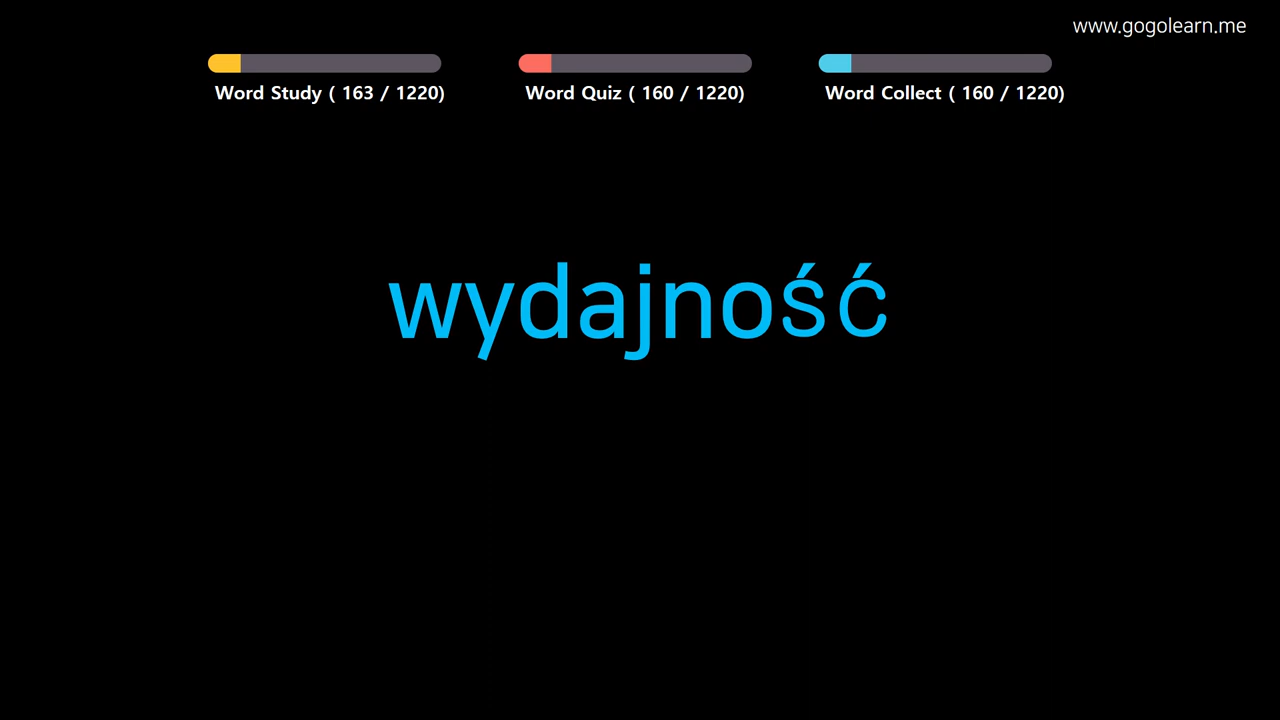 www.gogolearn.me
Word Study ( 163 / 1220)
Word Quiz ( 160 / 1220)
Word Collect ( 160 / 1220)
wydajność